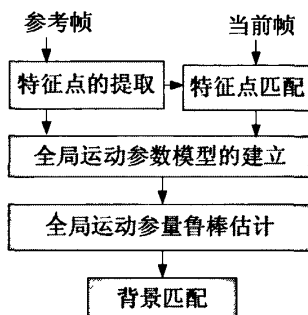 参考帧
当前帧
特征点的提取
特征点匹配
全局运动参数模型的建立
全局运动参量鲁棒估计
背景匹配